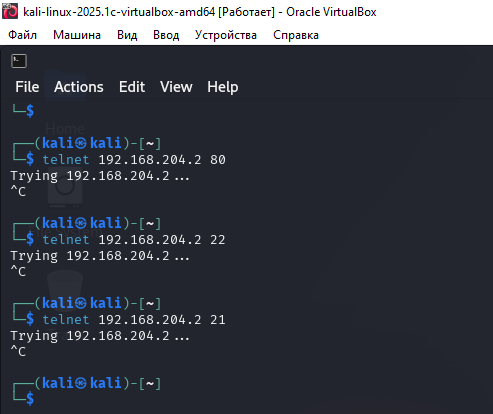 kali-linux-2025.1c-virtualbox-amd64 [Работает] - Oracle VirtualBox
Файл Машина Вид Ввод Устройства Справка
File Actions Edit View Help
└─$
┌──(kali㉿kali)-[~]
└─$ telnet 192.168.204.2 80
Trying 192.168.204.2...
^C
┌──(kali㉿kali)-[~]
└─$ telnet 192.168.204.2 22
Trying 192.168.204.2...
^C
┌──(kali㉿kali)-[~]
└─$ telnet 192.168.204.2 21
Trying 192.168.204.2...
^C
┌──(kali㉿kali)-[~]
└─$